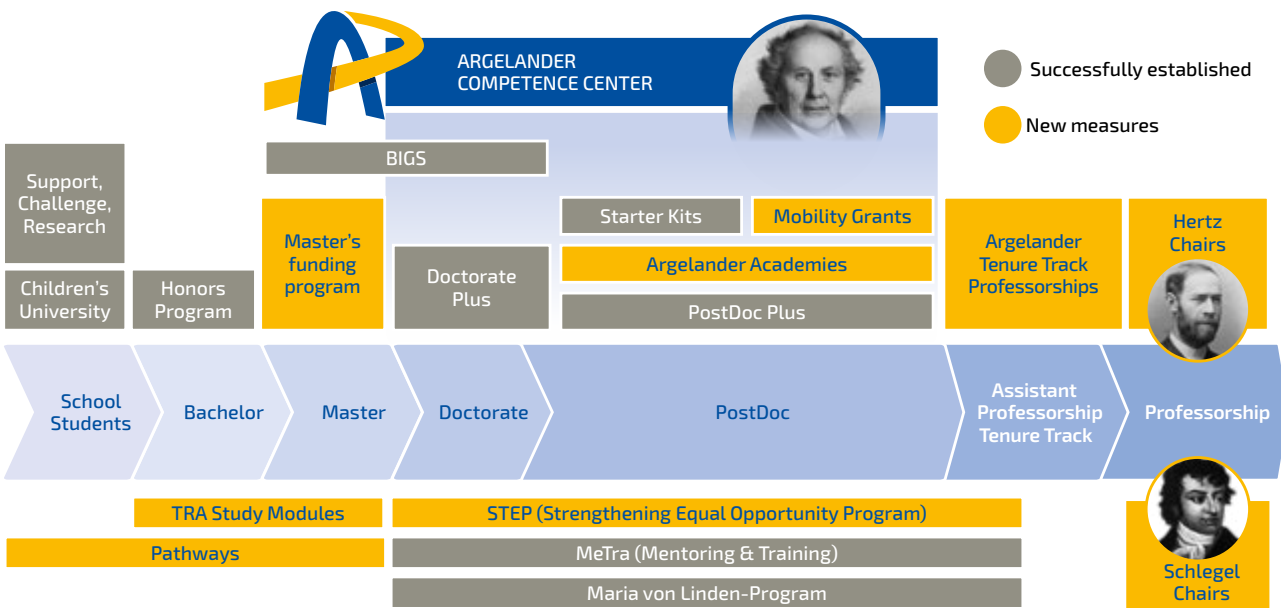 ARGELANDER
COMPETENCE CENTER
Successfully established
New measures
BIGS
Support,
Challenge,
Research
Children's
University
Honors
Program
Master's
funding
program
Doctorate
Plus
Starter Kits
Mobility Grants
Argelander Academies
PostDoc Plus
Argelander
Tenure Track
Professorships
Hertz
Chairs
School
Students
Bachelor
Master
Doctorate
PostDoc
Assistant
Professorship
Tenure Track
Professorship
TRA Study Modules
STEP (Strengthening Equal Opportunity Program)
Pathways
MeTra (Mentoring & Training)
Maria von Linden-Program
Schlegel
Chairs